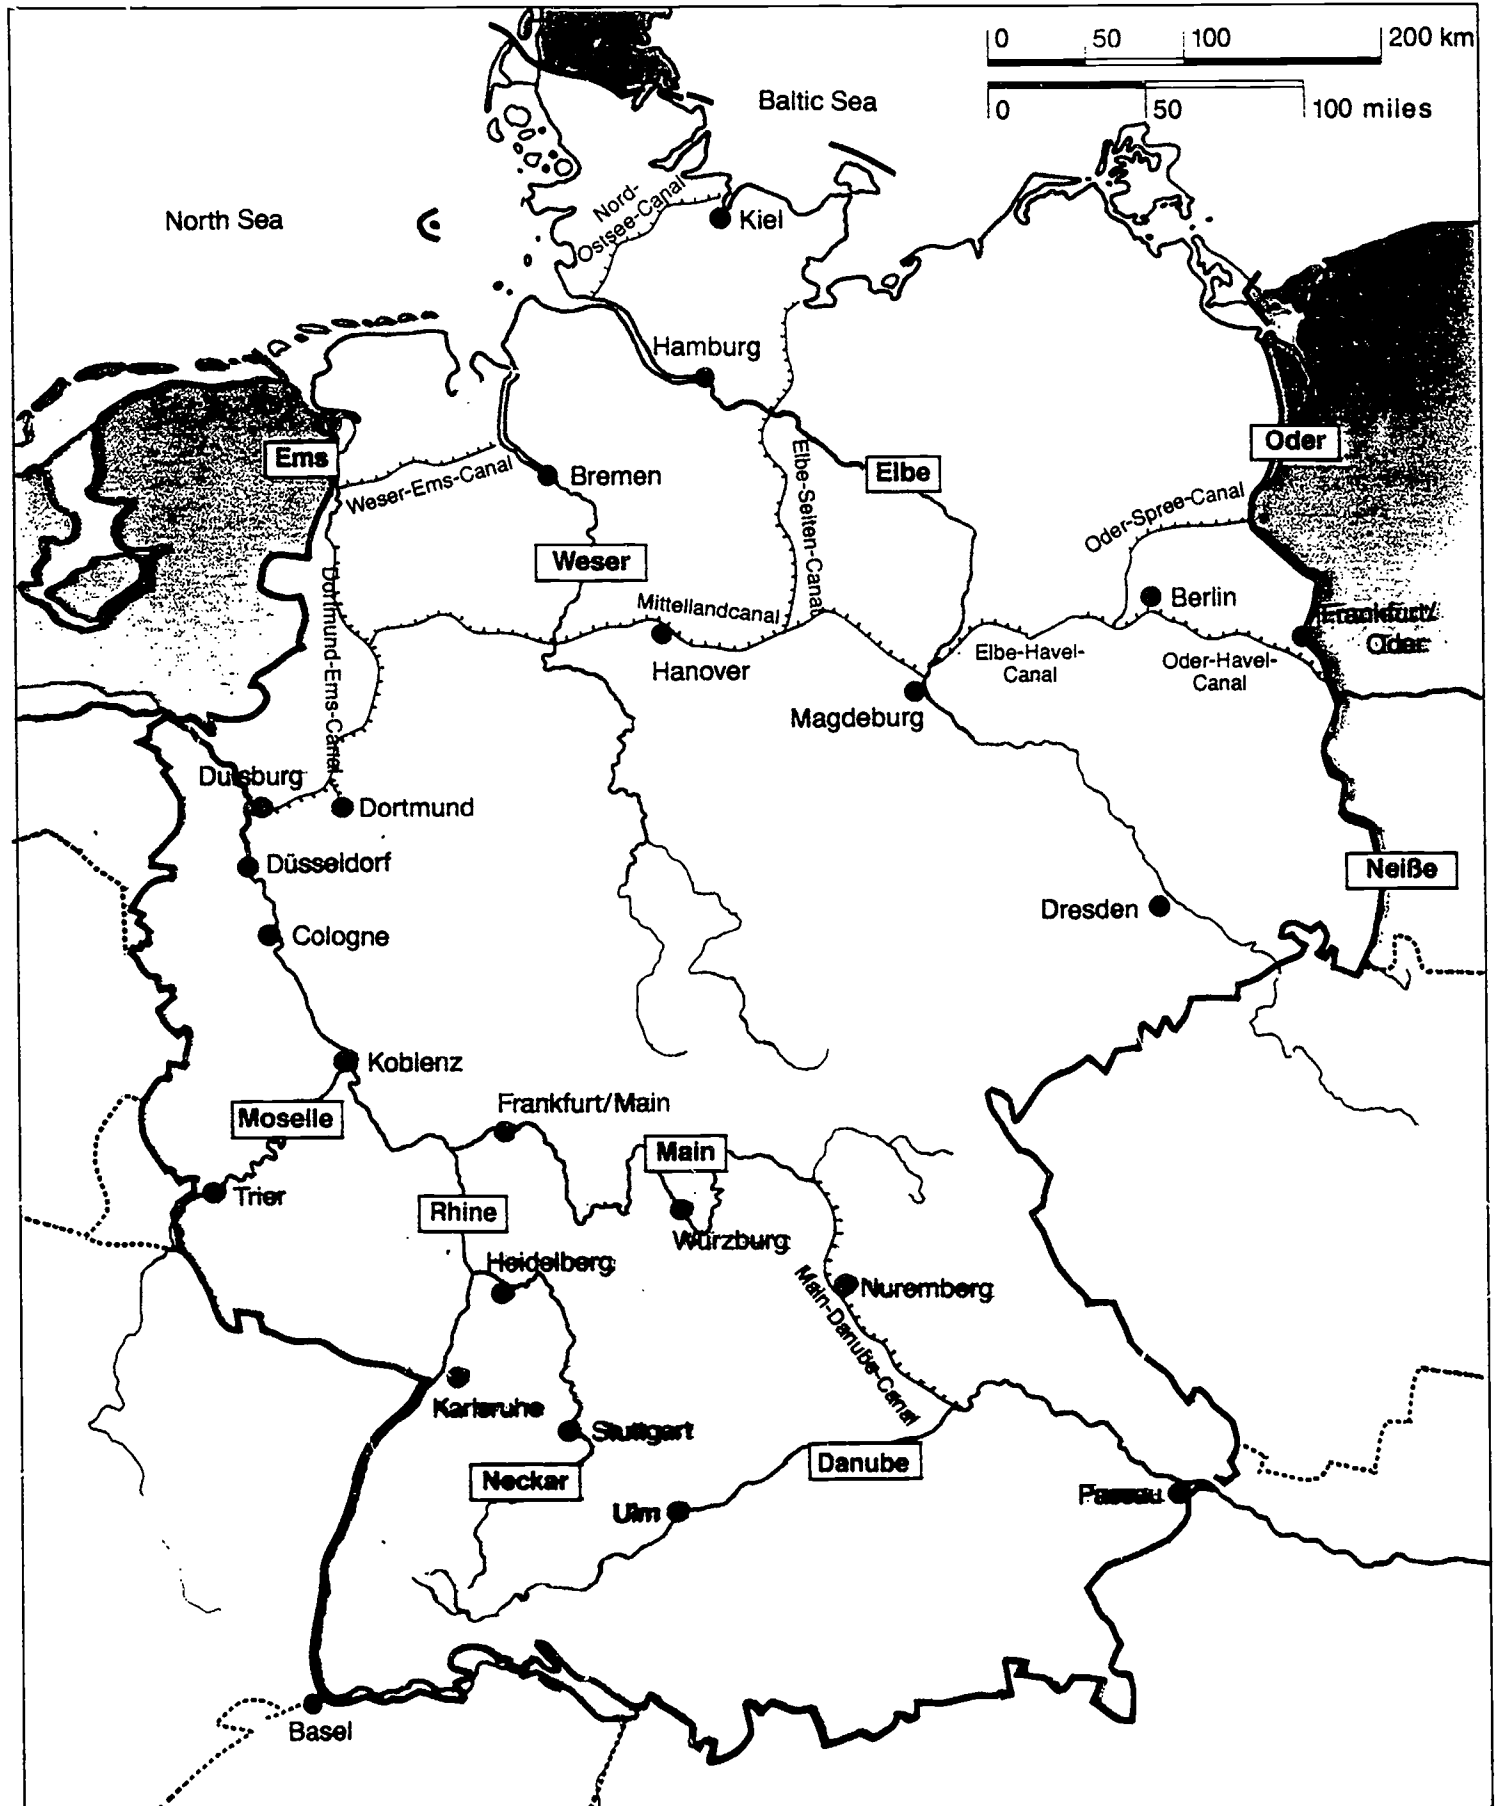 0 50 100 200 km
0 50 100 miles
Baltic Sea
North Sea
Nord-
Ostsee-Canal
Kiel
Hamburg
Ems
Weser-Ems-Canal
Bremen
Elbe-Seiten-Canal
Elbe
Oder
Oder-Spree-Canal
Weser
Dortmund-Ems-Canal
Mittellandcanal
Hanover
Berlin
Frankfurt/
Oder
Elbe-Havel-
Canal
Oder-Havel-
Canal
Magdeburg
Duisburg
Dortmund
Düsseldorf
Neiße
Dresden
Cologne
Koblenz
Moselle
Frankfurt/Main
Main
Trier
Rhine
Würzburg
Heidelberg
Nuremberg
Main-Danube-Canal
Karlsruhe
Stuttgart
Neckar
Danube
Ulm
Passau
Basel